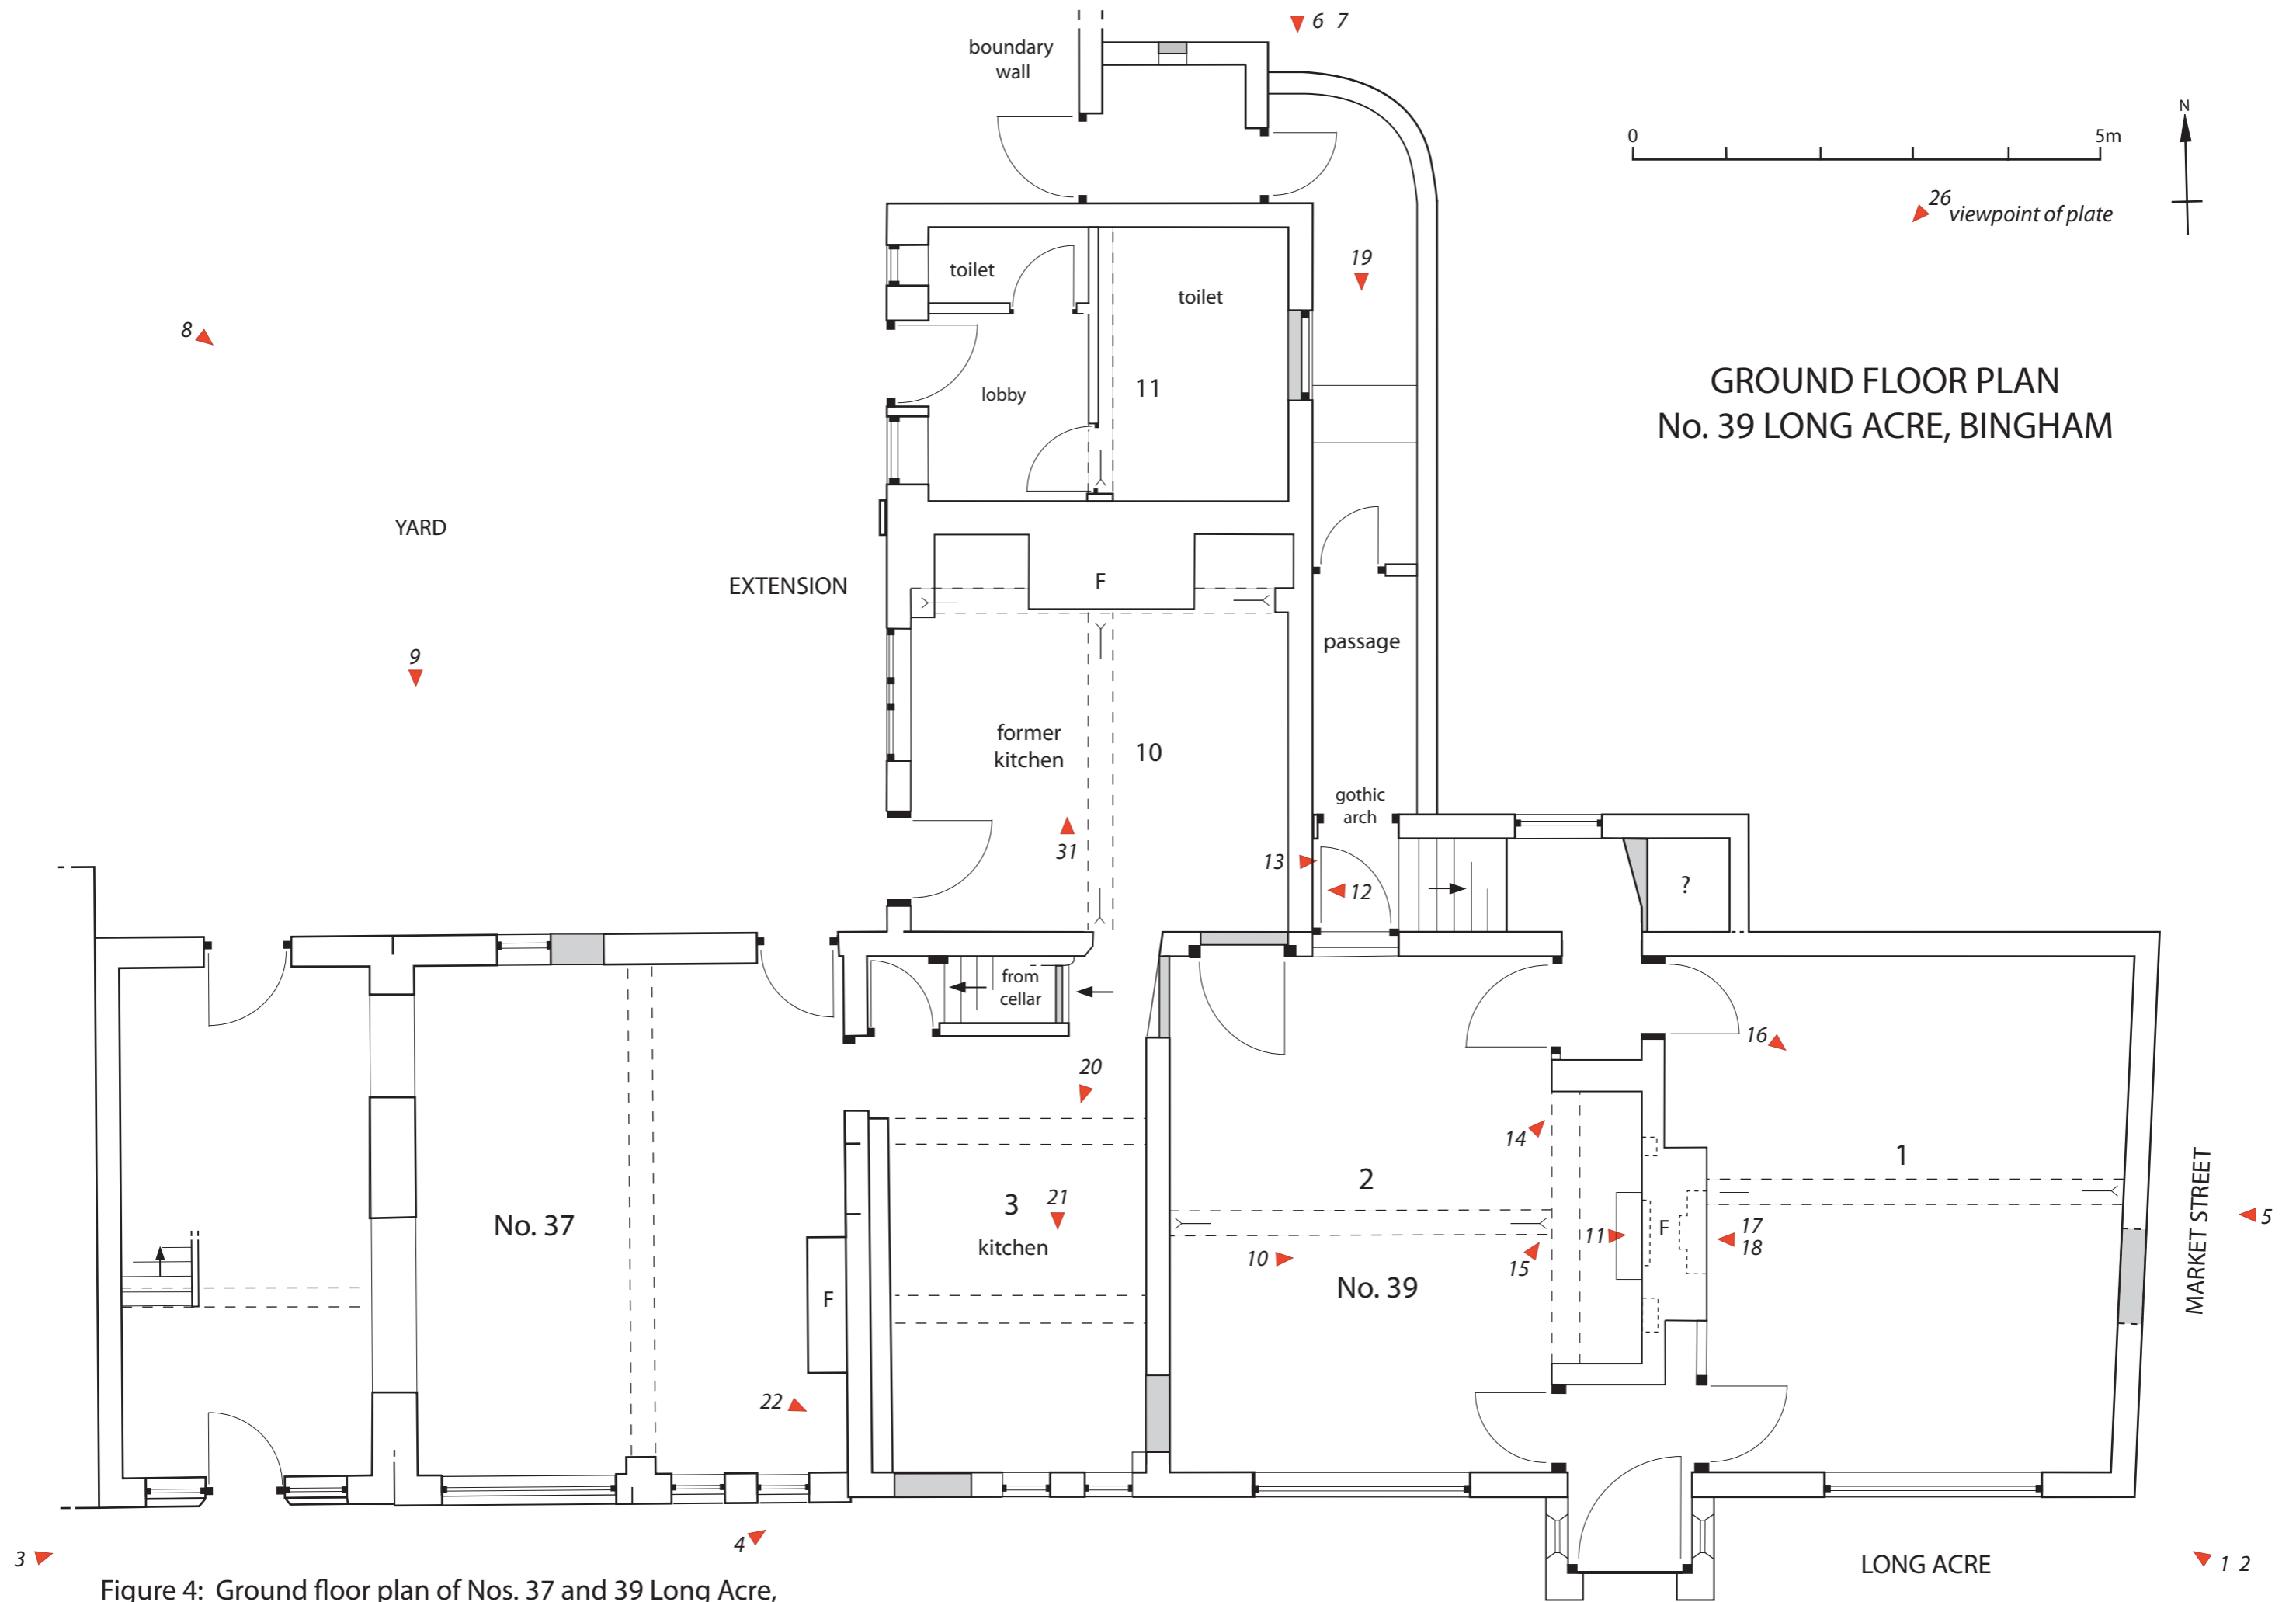 boundary
wall
6 7
N
0
5m
26
viewpoint of plate
19
toilet
toilet
8
GROUND FLOOR PLAN
No. 39 LONG ACRE, BINGHAM
lobby
11
YARD
EXTENSION
F
passage
9
former
kitchen
10
gothic
arch
31
13
12
?
from
cellar
16
20
14
1
2
3
21
kitchen
No. 37
MARKET STREET
5
11
F
17
18
10
15
No. 39
F
22
4
3
LONG ACRE
1 2
Figure 4: Ground floor plan of Nos. 37 and 39 Long Acre,